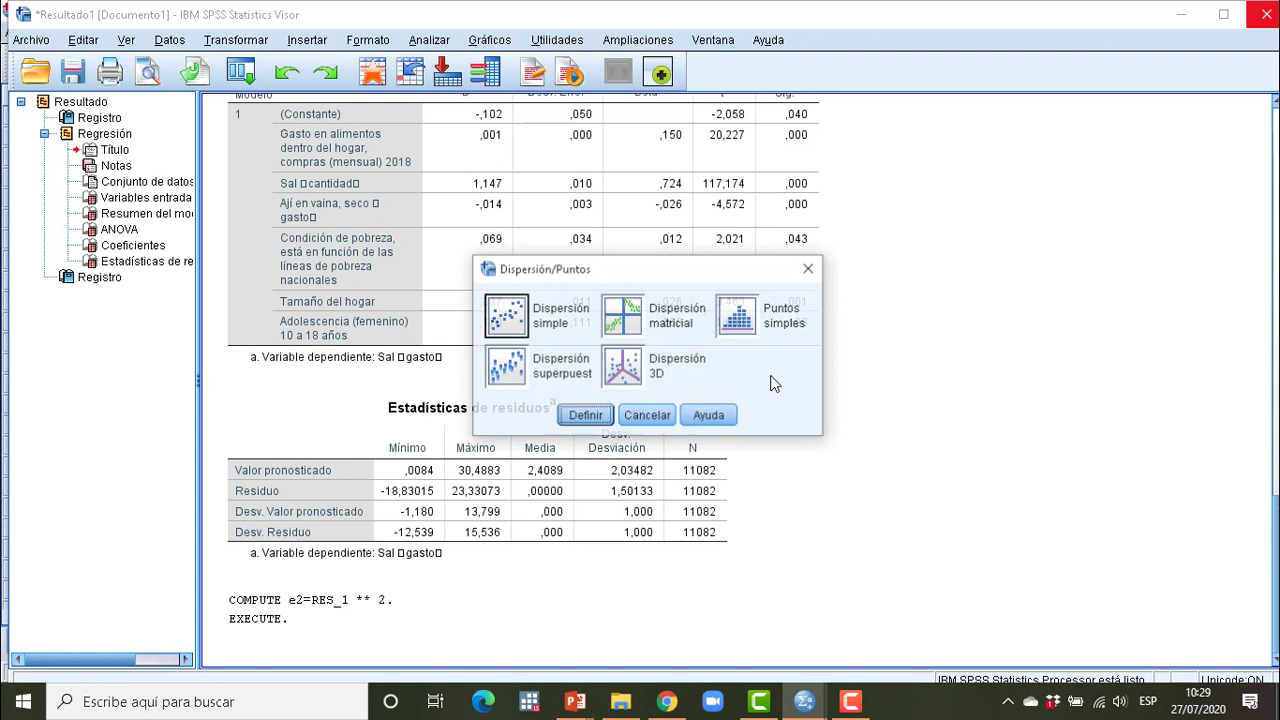 *Resultado1 [Documento1] - IBM SPSS Statistics Visor
Archivo Editar Ver Datos Transformar Insertar Formato Analizar Gráficos Utilidades Ampliaciones Ventana Ayuda
Resultado
Registro
Regresión
Título
Notas
Conjunto de datos
Variables entrada
Resumen del mo
ANOVA
Coeficientes
Estadísticas de re
Registro
Modelo
1 (Constante) -,102 ,050 -2,058 ,040
Gasto en alimentos
dentro del hogar,
compras (mensual) 2018 ,001 ,000 ,150 20,227 ,000
Sal cantidad 1,147 ,010 ,724 117,174 ,000
Ají en vaina, seco
gasto -,014 ,003 -,026 -4,572 ,000
Condición de pobreza,
está en función de las
líneas de pobreza
nacionales ,069 ,034 ,012 2,021 ,043
Tamaño del hogar
Adolescencia (femenino)
10 a 18 años
a. Variable dependiente: Sal gasto
Dispersión/Puntos
Dispersión
simple
Dispersión
matricial
Puntos
simples
Dispersión
superpuest
Dispersión
3D
Definir Cancelar Ayuda
Estadísticas de residuos a
Mínimo Máximo Media Desv.
Desviación N
Valor pronosticado ,0084 30,4883 2,4089 2,03482 11082
Residuo -18,83015 23,33073 ,00000 1,50133 11082
Desv. Valor pronosticado -1,180 13,799 ,000 1,000 11082
Desv. Residuo -12,539 15,536 ,000 1,000 11082
a. Variable dependiente: Sal gasto
COMPUTE e2=RES_1 ** 2.
EXECUTE.
IBM SPSS Statistics Processor está listo Unicode:ON
Escribe aquí para buscar
ESP
10:29
27/07/2020